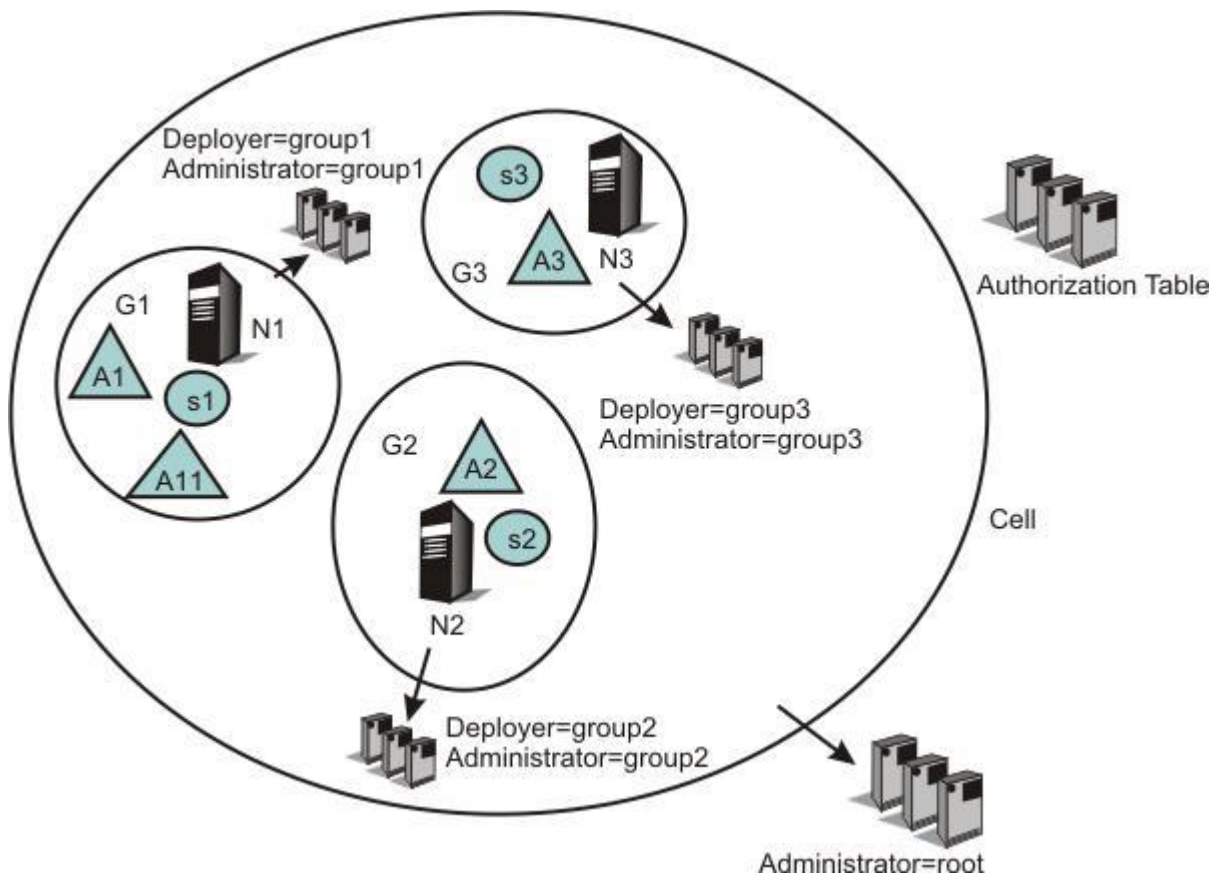 Deployer=group1
Administrator=group1
s3
A3
N3
G3
Authorization Table
G1
N1
A1
s1
A11
Deployer=group3
Administrator=group3
G2
A2
s2
N2
Cell
Deployer=group2
Administrator=group2
Administrator=root